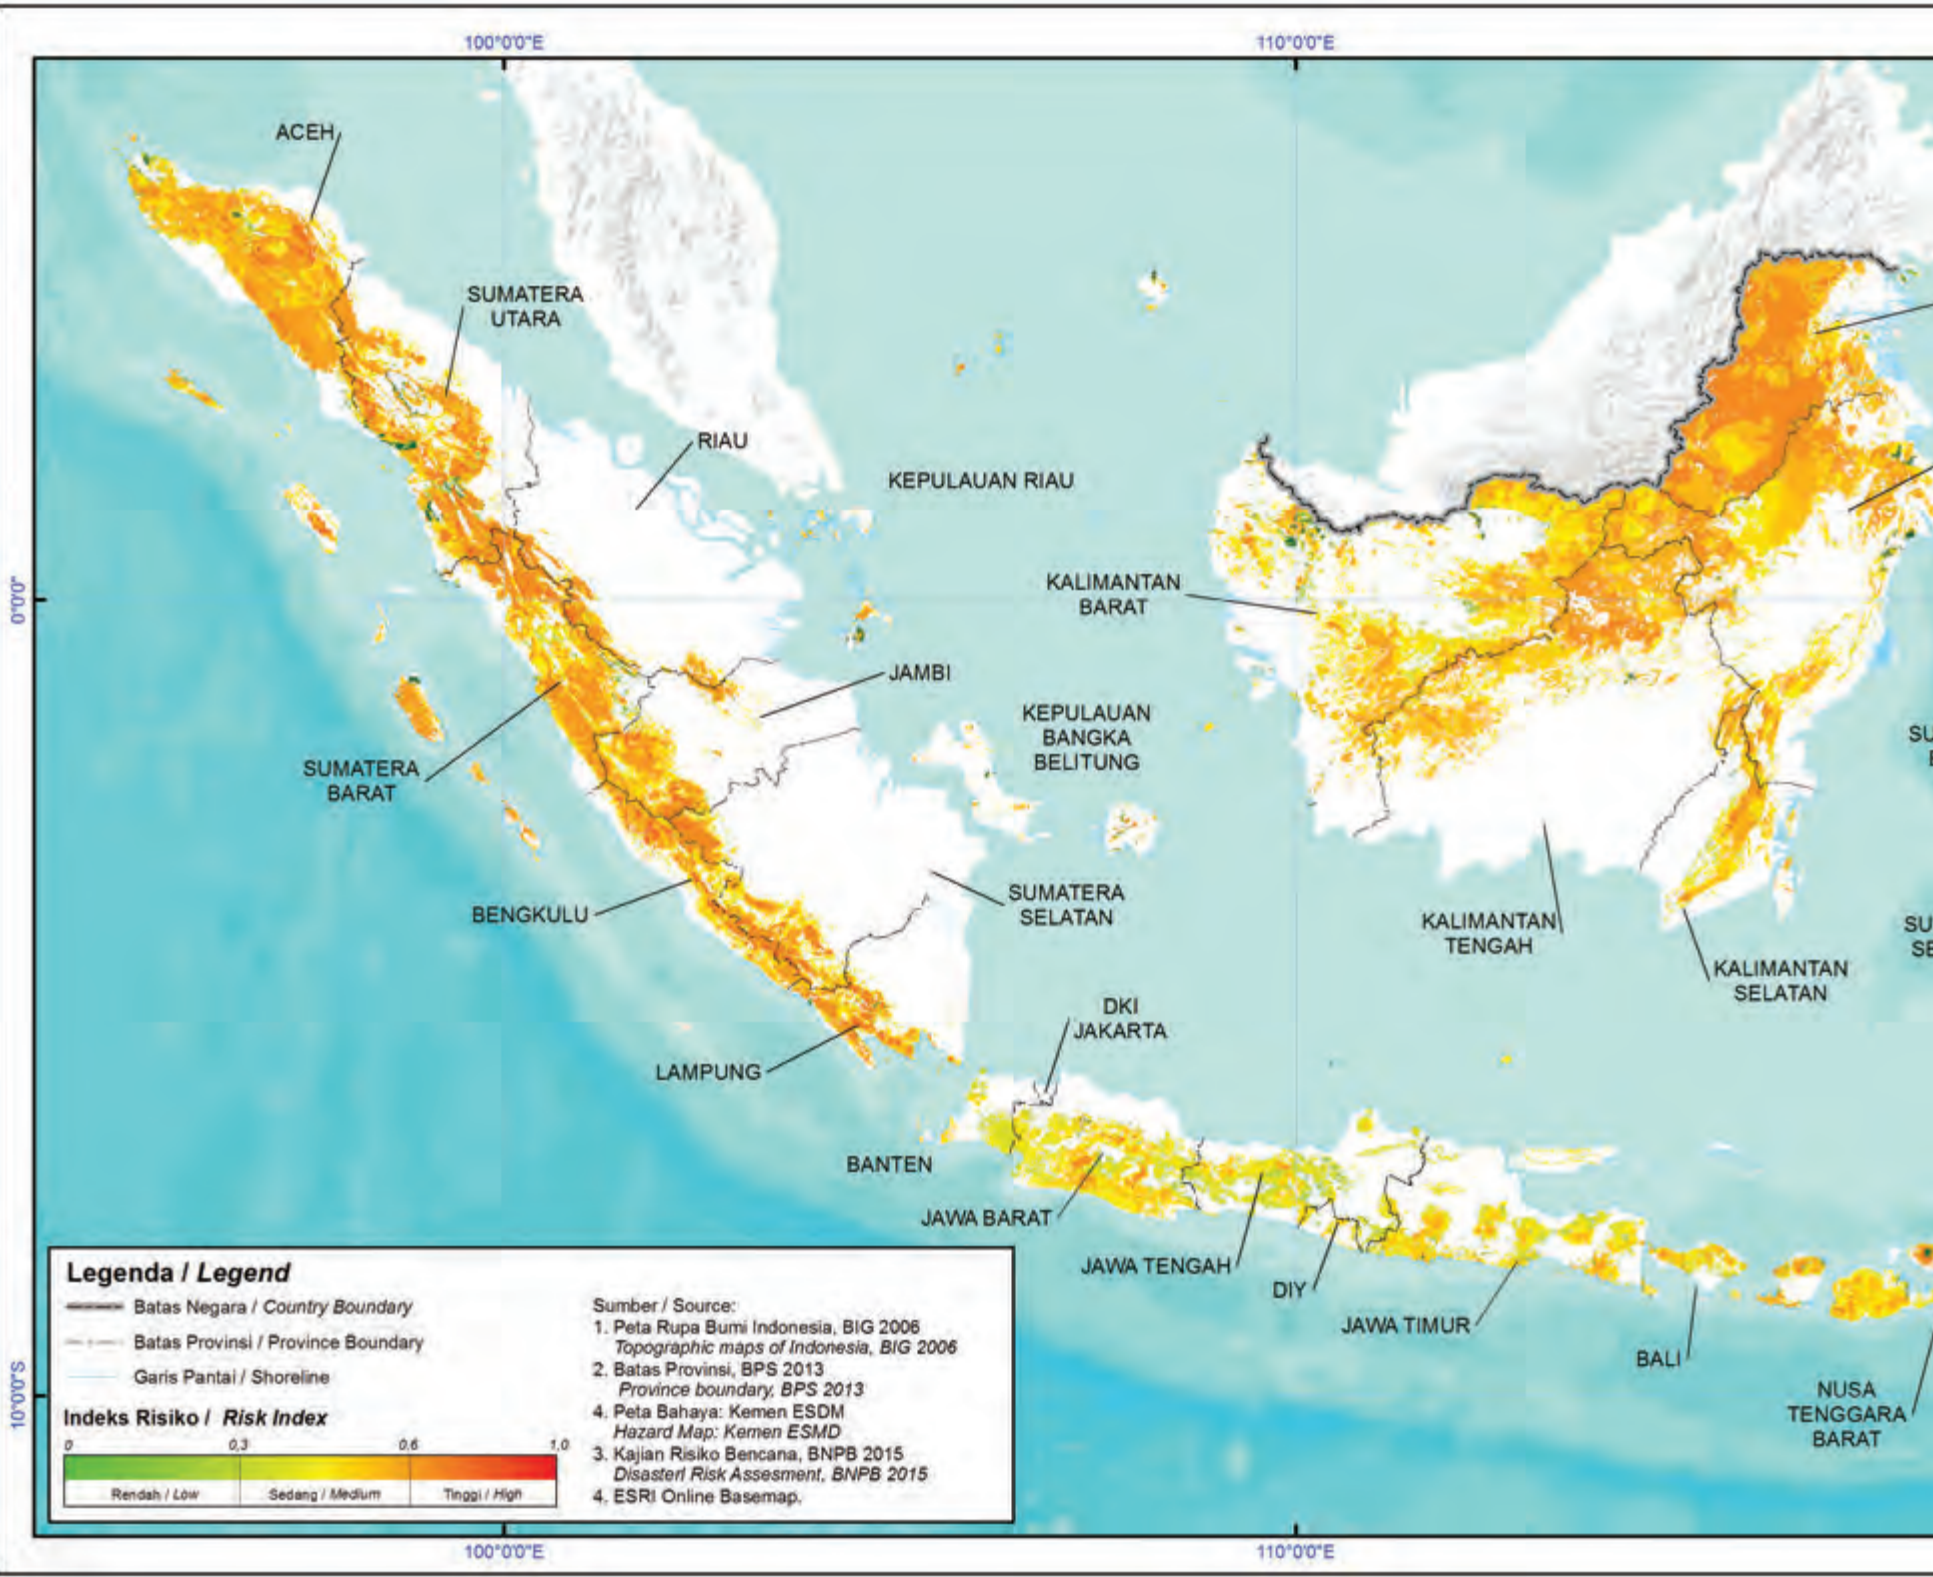 100°0'0"E
110°0'0"E
ACEH
SUMATERA
UTARA
RIAU
KEPULAUAN RIAU
0°0'0"
KALIMANTAN
BARAT
JAMBI
KEPULAUAN
BANGKA
BELITUNG
SU
SUMATERA
BARAT
SUMATERA
SELATAN
BENGKULU
KALIMANTAN
TENGAH
SU
SE
KALIMANTAN
SELATAN
DKI
JAKARTA
LAMPUNG
BANTEN
JAWA BARAT
JAWA TENGAH
DIY
JAWA TIMUR
BALI
NUSA
TENGGARA
BARAT
10°0'0"S
Legenda / Legend
Batas Negara / Country Boundary
Batas Provinsi / Province Boundary
Garis Pantai / Shoreline
Indeks Risiko / Risk Index
0 0,3 0,6 1,0
Rendah / Low Sedang / Medium Tinggi / High
Sumber / Source:
1. Peta Rupa Bumi Indonesia, BIG 2006
Topographic maps of Indonesia, BIG 2006
2. Batas Provinsi, BPS 2013
Province boundary, BPS 2013
4. Peta Bahaya: Kemen ESDM
Hazard Map: Kemen ESMD
3. Kajian Risiko Bencana, BNPB 2015
Disasterl Risk Assesment, BNPB 2015
4. ESRI Online Basemap.
100°0'0"E
110°0'0"E